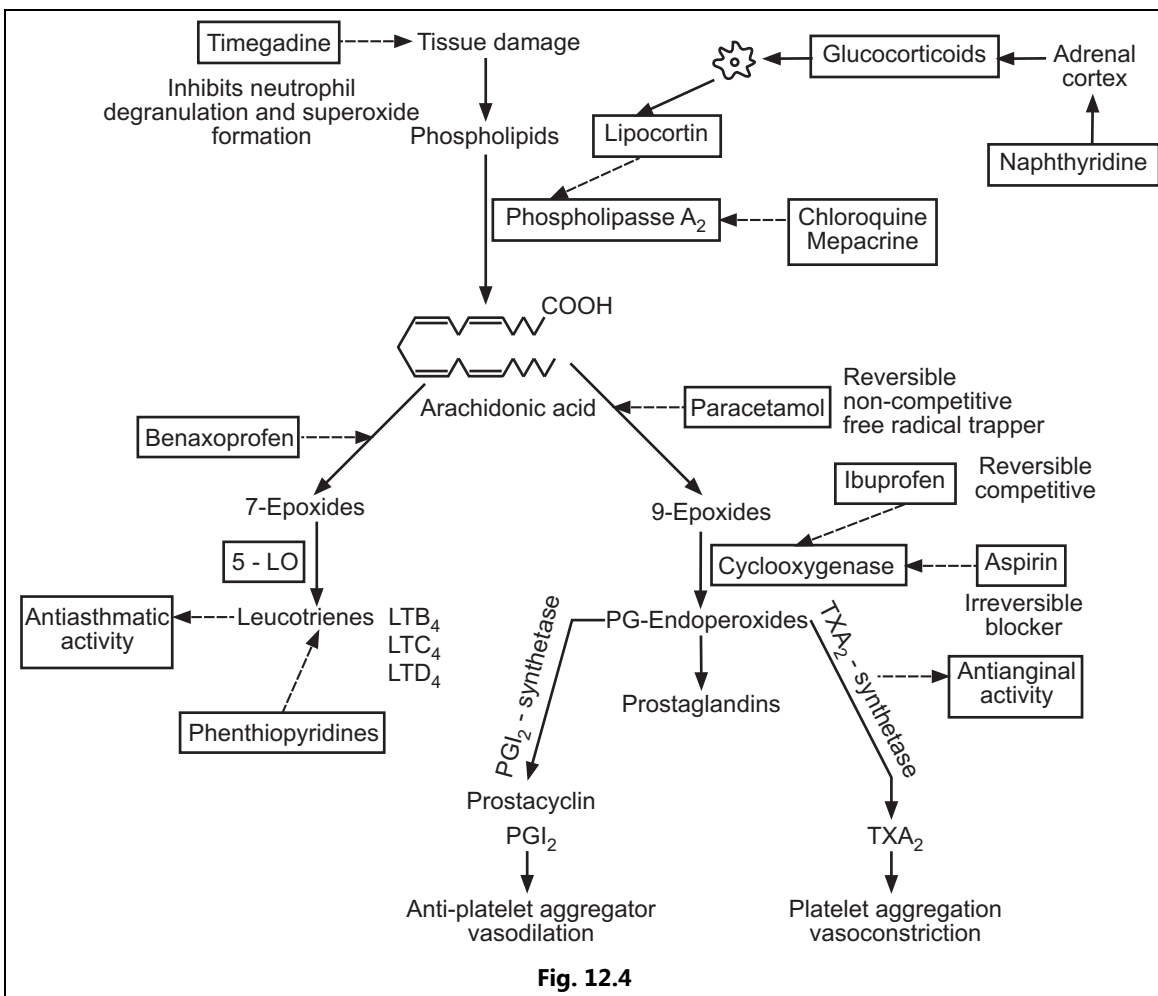 Timegadine
Tissue damage
Glucocorticoids
Adrenal
cortex
Inhibits neutrophil
degranulation and superoxide
formation
Phospholipids
Lipocortin
Naphthyridine
Phospholipasse A₂
Chloroquine
Mepacrine
COOH
Arachidonic acid
Paracetamol
Reversible
non-competitive
free radical trapper
Benaxoprofen
Ibuprofen
Reversible
competitive
7-Epoxides
9-Epoxides
5 - LO
Cyclooxygenase
Aspirin
Irreversible
blocker
Antiasthmatic
activity
Leucotrienes
LTB₄
LTC₄
LTD₄
PG-Endoperoxides
PGI₂ - synthetase
TXA₂ - synthetase
Antianginal
activity
Prostaglandins
Phenthiopyridines
Prostacyclin
PGI₂
TXA₂
Anti-platelet aggregator
vasodilation
Platelet aggregation
vasoconstriction
Fig. 12.4